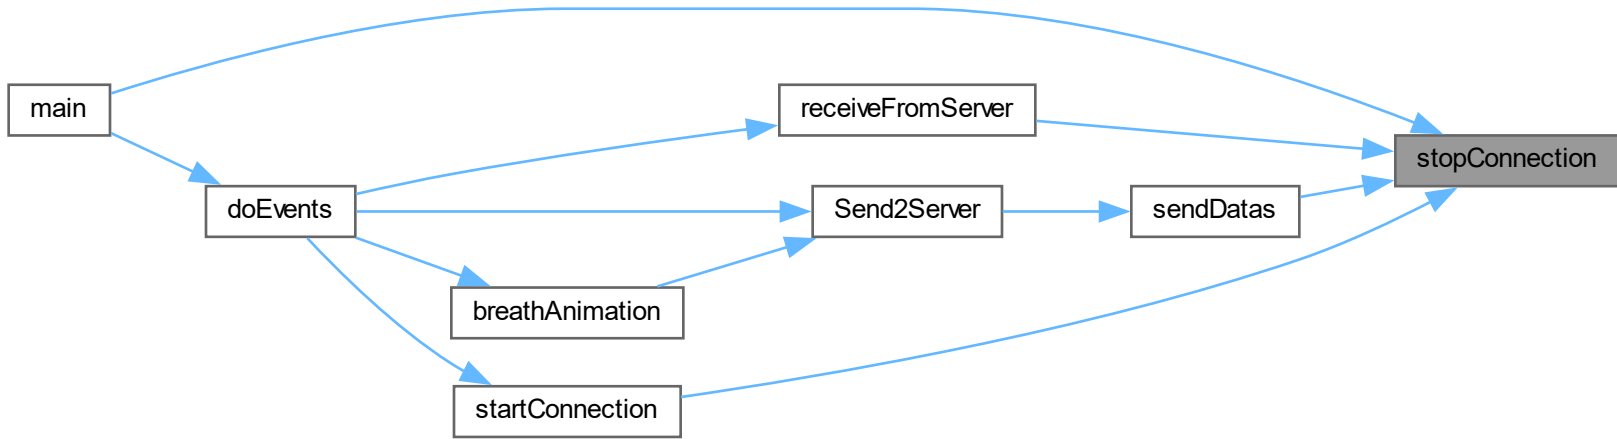 main
receiveFromServer
stopConnection
doEvents
Send2Server
sendDatas
breathAnimation
startConnection